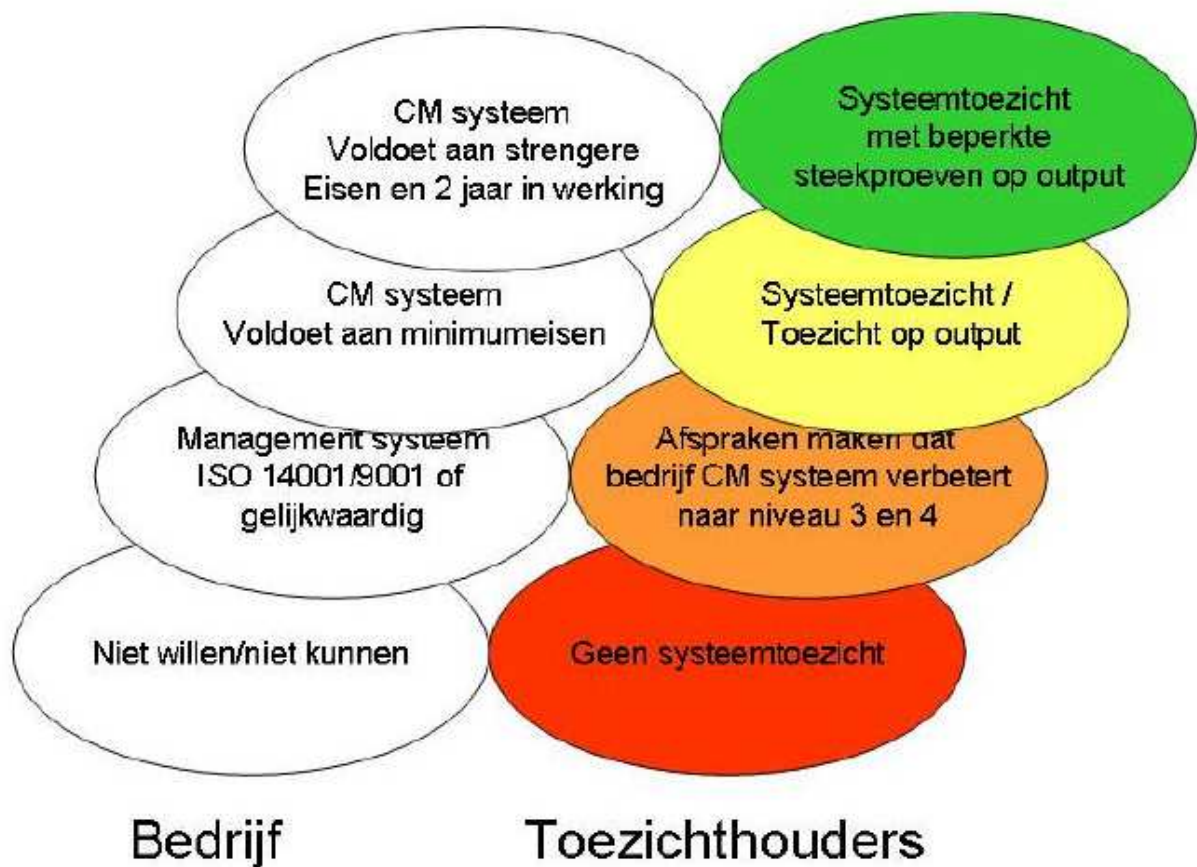 CM systeem
Voldoet aan strengere
Eisen en 2 jaar in werking
Systeemtoezicht
met beperkte
steekproeven op output
CM systeem
Voldoet aan minimumeisen
Systeemtoezicht /
Toezicht op output
Management systeem
ISO 14001/9001 of
gelijkwaardig
Afspraken maken dat
bedrijf CM systeem verbetert
naar niveau 3 en 4
Niet willen/niet kunnen
Geen systeemtoezicht
Bedrijf
Toezichthouders